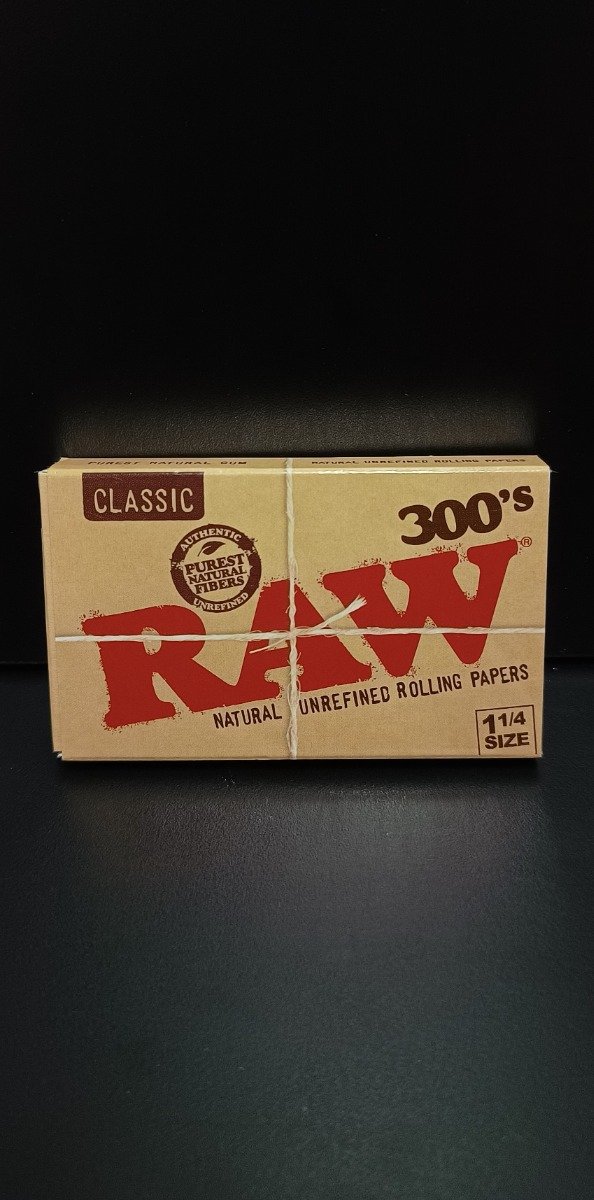 PUREST NATURAL GUM
NATURAL UNREFINED ROLLING PAPERS
CLASSIC
300's
AUTHENTIC
PUREST
NATURAL
FIBERS
UNREFINED
RAW®
NATURAL UNREFINED ROLLING PAPERS
1 1/4
SIZE